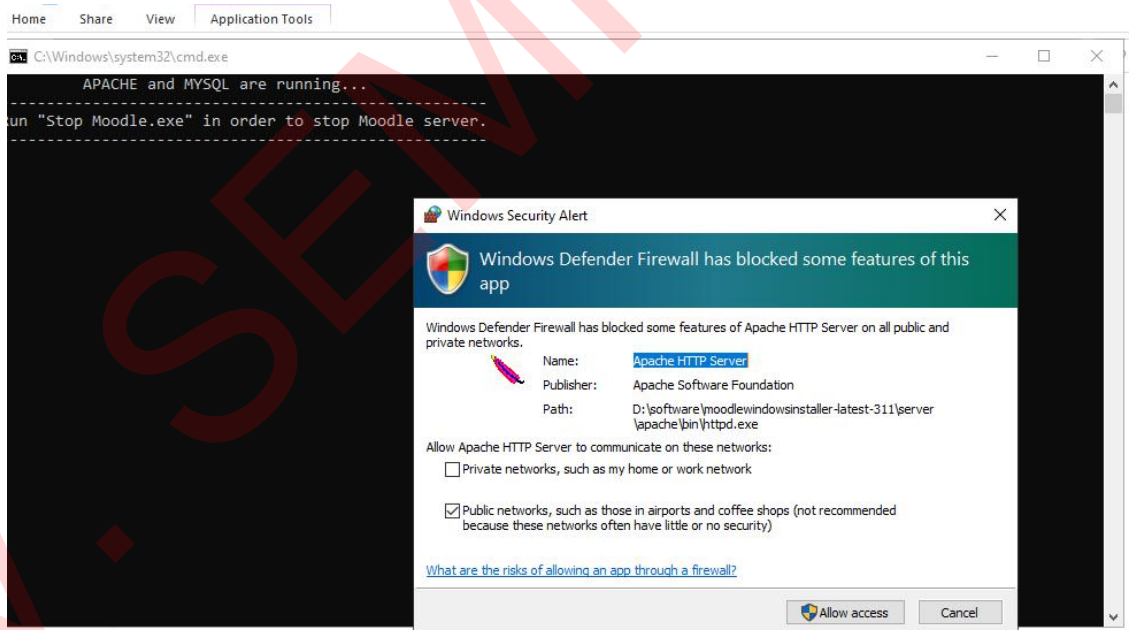 Home Share View Application Tools
C:\Windows\system32\cmd.exe
APACHE and MYSQL are running...
-------------------------------------------------
un "Stop Moodle.exe" in order to stop Moodle server.
-------------------------------------------------
Windows Security Alert
Windows Defender Firewall has blocked some features of this
app
Windows Defender Firewall has blocked some features of Apache HTTP Server on all public and
private networks.
Name: Apache HTTP Server
Publisher: Apache Software Foundation
Path: D:\software\moodlewindowsinstaller-latest-311\server
\apache\bin\httpd.exe
Allow Apache HTTP Server to communicate on these networks:
Private networks, such as my home or work network
Public networks, such as those in airports and coffee shops (not recommended
because these networks often have little or no security)
What are the risks of allowing an app through a firewall?
Allow access Cancel
. SEM